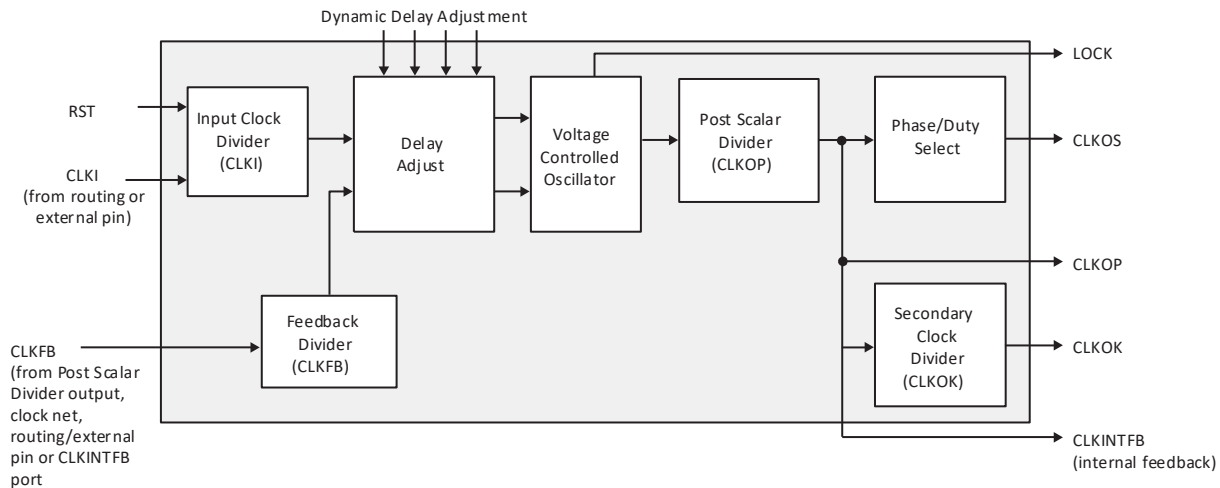 Dynamic Delay Adjustment
LOCK
RST
Input Clock
Divider
(CLKI)
Delay
Adjust
Voltage
Controlled
Oscillator
Post Scalar
Divider
(CLKOP)
Phase/Duty
Select
CLKOS
CLKI
(from routing or
external pin)
CLKOP
Feedback
Divider
(CLKFB)
Secondary
Clock
Divider
(CLKOK)
CLKOK
CLKFB
(from Post Scalar
Divider output,
clock net,
routing/external
pin or CLKINTFB
port
CLKINTFB
(internal feedback)